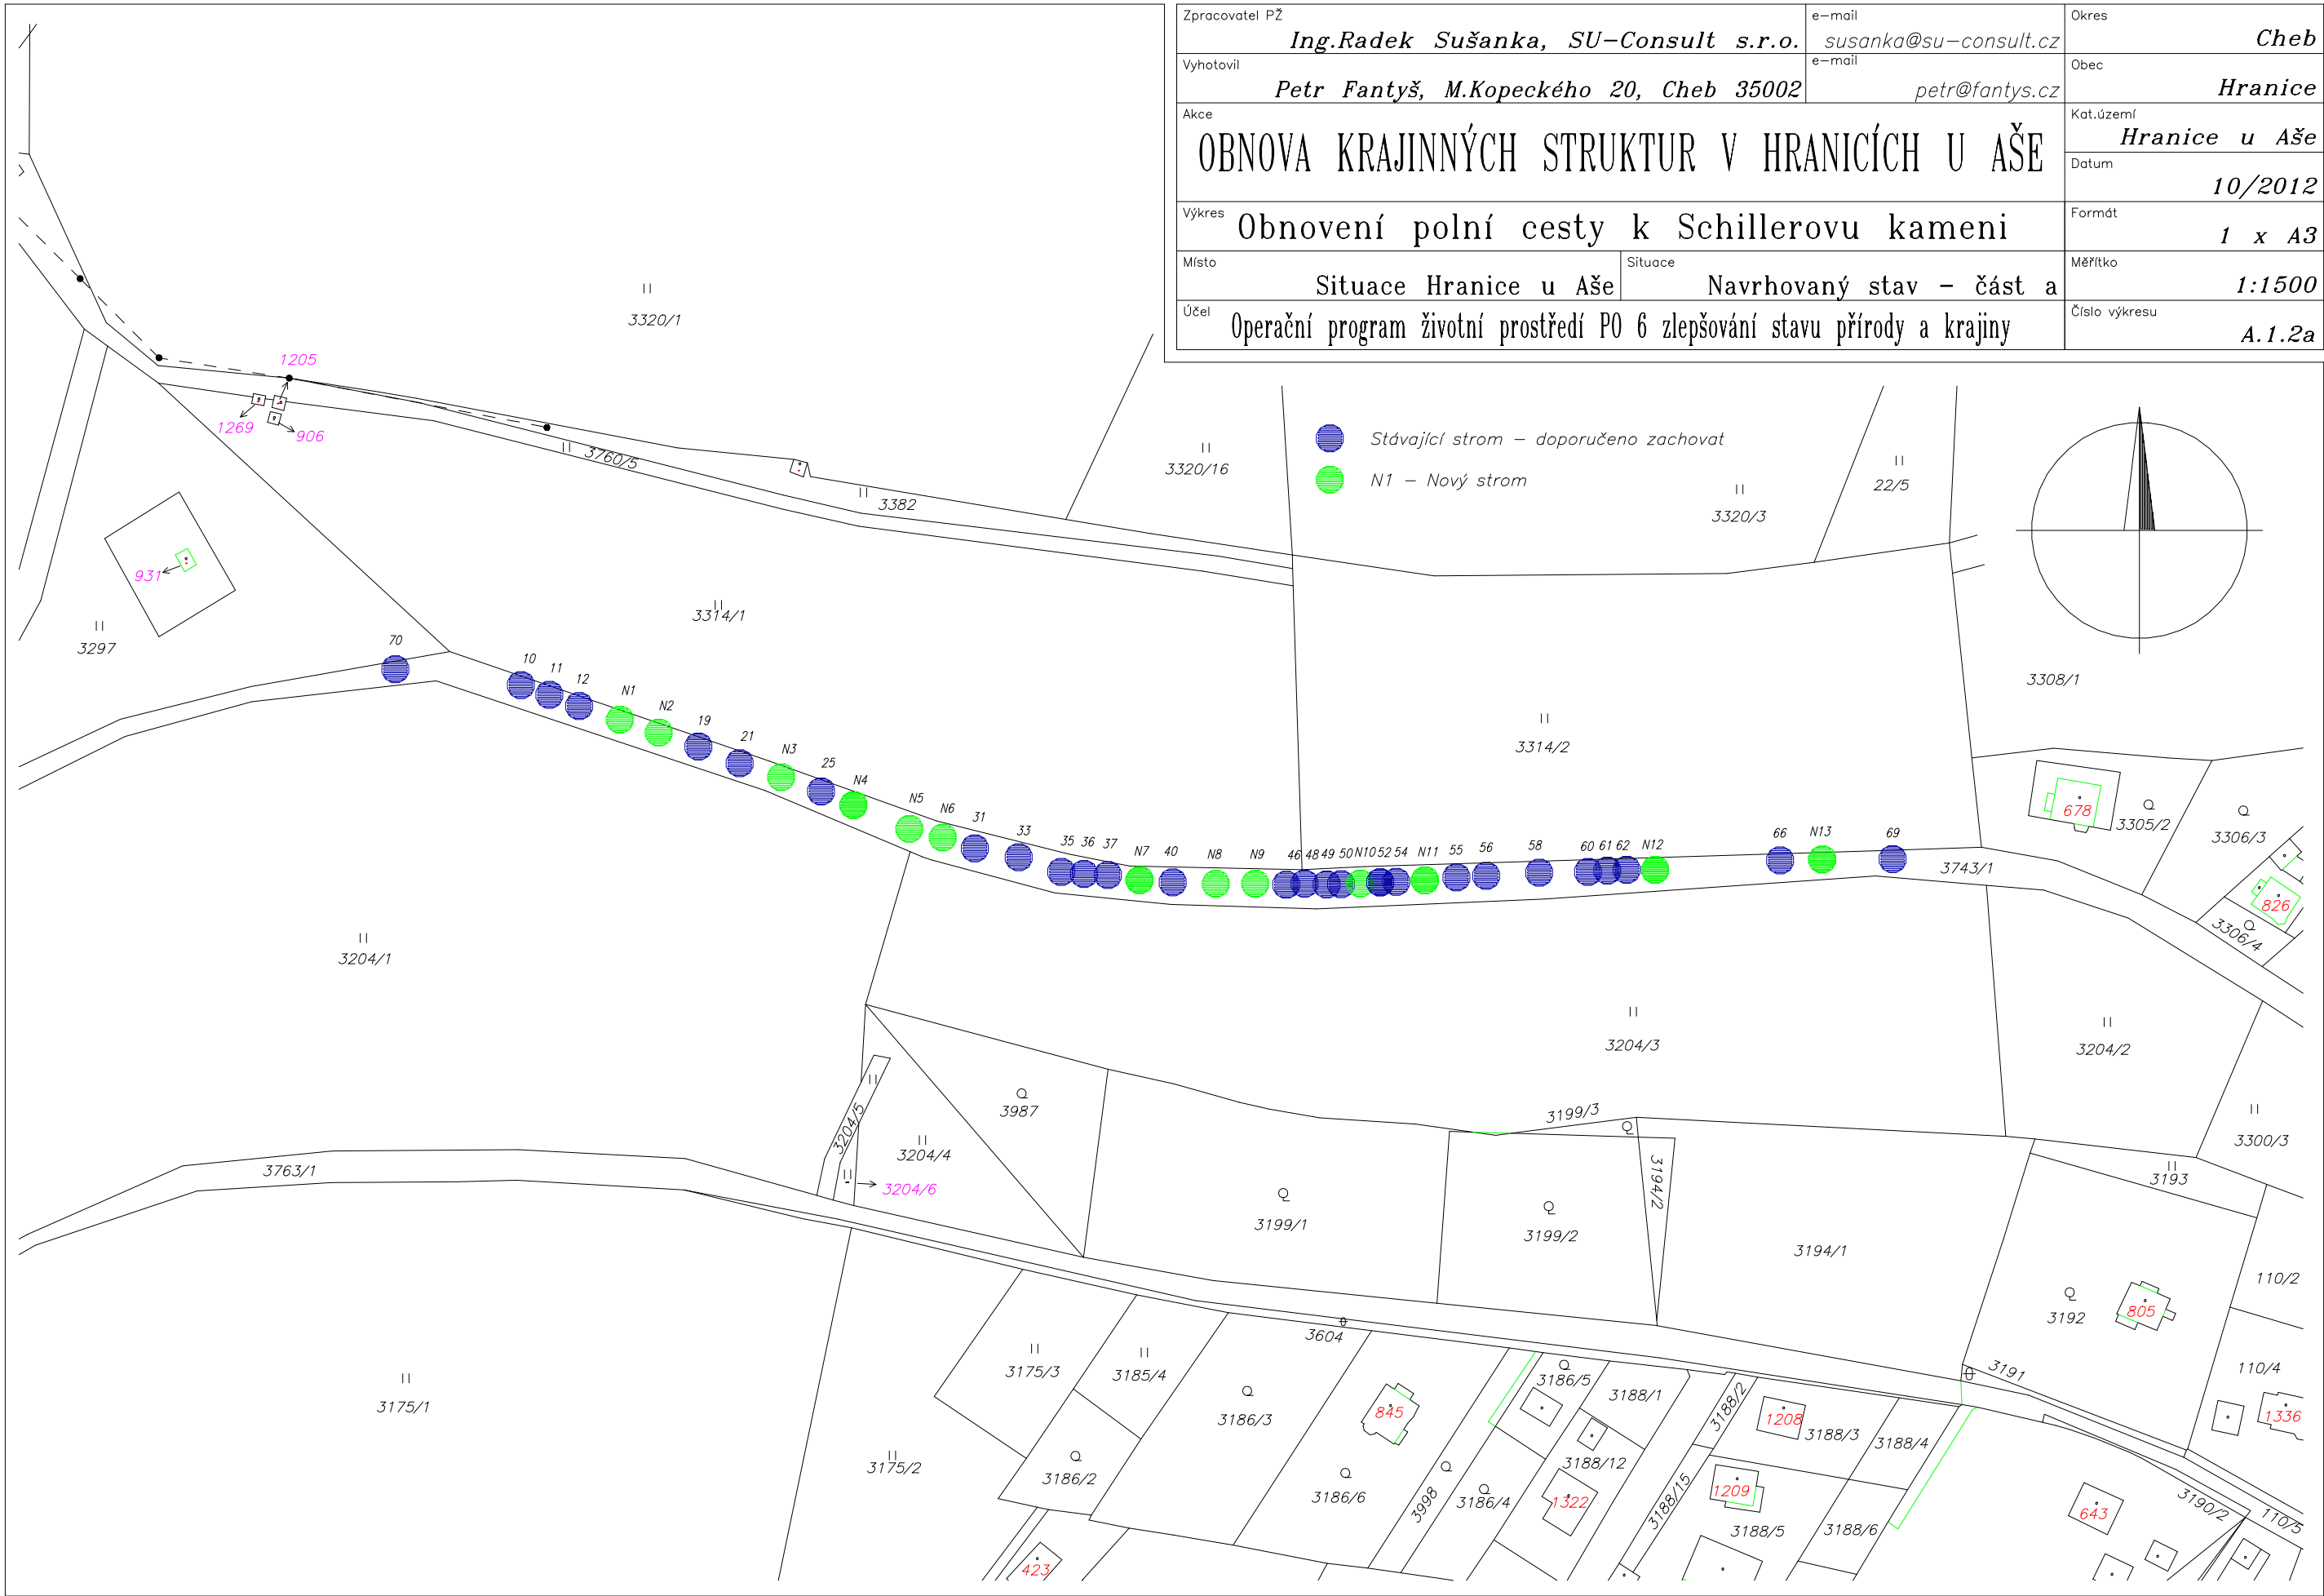 Zpracovatel PŽ
Ing.Radek Sušanka, SU-Consult s.r.o.
e-mail
susanka@su-consult.cz
Okres
Cheb
Vyhotovil
Petr Fantyš, M.Kopeckého 20, Cheb 35002
e-mail
petr@fantys.cz
Obec
Hranice
Akce
OBNOVA KRAJINNÝCH STRUKTUR V HRANICÍCH U AŠE
Kat.území
Hranice u Aše
Datum
10/2012
Výkres
Obnovení polní cesty k Schillerovu kameni
Formát
1 x A3
Místo
Situace Hranice u Aše
Situace
Navrhovaný stav - část a
Měřítko
1:1500
Účel
Operační program životní prostředí PO 6 zlepšování stavu přírody a krajiny
Číslo výkresu
A.1.2a
Stávající strom - doporučeno zachovat
N1 - Nový strom
3320/1
1205
1269
906
3760/5
3382
3320/16
3320/3
22/5
931
3297
3314/1
3314/2
3308/1
70
10
11
12
N1
N2
19
21
N3
25
N4
N5
N6
31
33
35
36
37
N7
40
N8
N9
46
48
49
50
N10
52
54
N11
55
56
58
60
61
62
N12
66
N13
69
3743/1
678
3305/2
3306/3
826
3306/4
3204/1
3204/3
3204/2
3987
3204/5
3204/4
3204/6
3199/3
3300/3
3193
3763/1
3199/1
3199/2
3194/2
3194/1
3192
805
110/2
110/4
3604
3191
3175/1
3175/2
3175/3
3185/4
3186/2
3186/3
845
3186/6
3998
3186/5
3186/4
3188/1
3188/12
1322
3188/2
3188/15
1208
3188/3
3188/4
1209
3188/5
3188/6
643
3190/2
110/5
1336
423